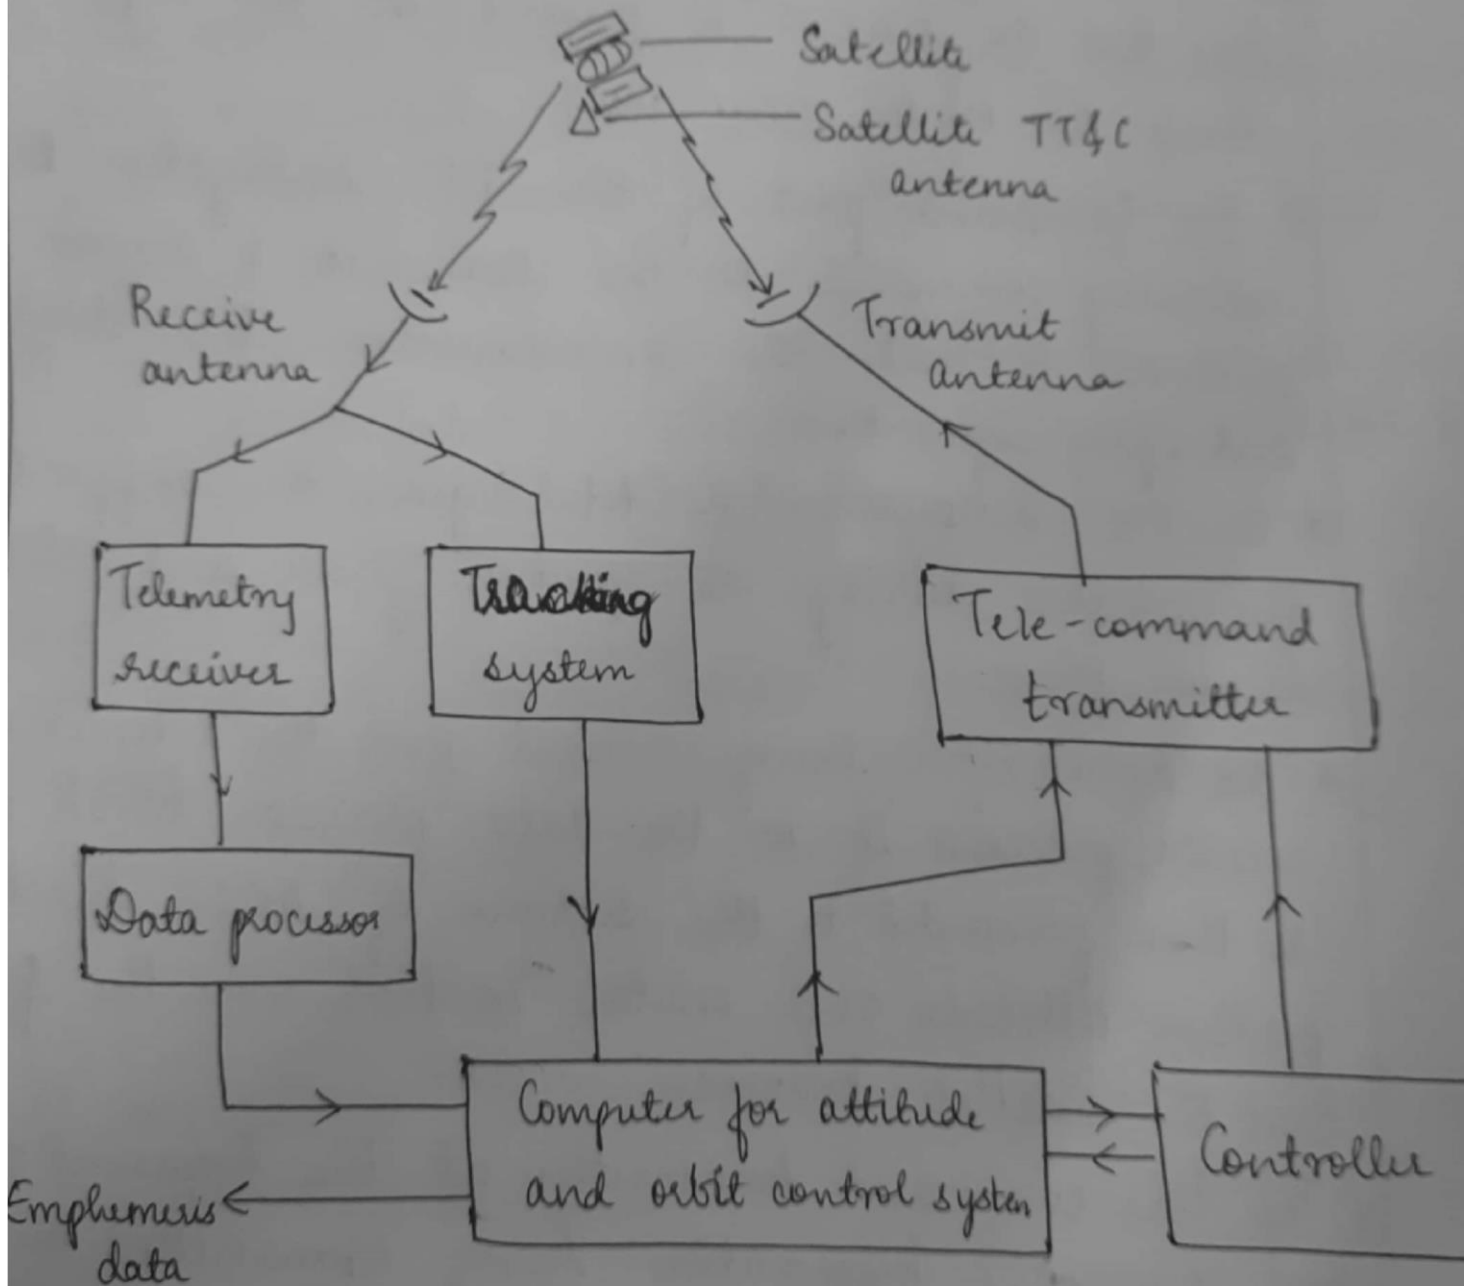 Satellite
Satellite TT&C
antenna
Receive
antenna
Transmit
Antenna
Telemetry
receiver
Tracking
system
Tele-command
transmitter
Data processor
Computer for attitude
and orbit control system
Controller
Emphemeris
data